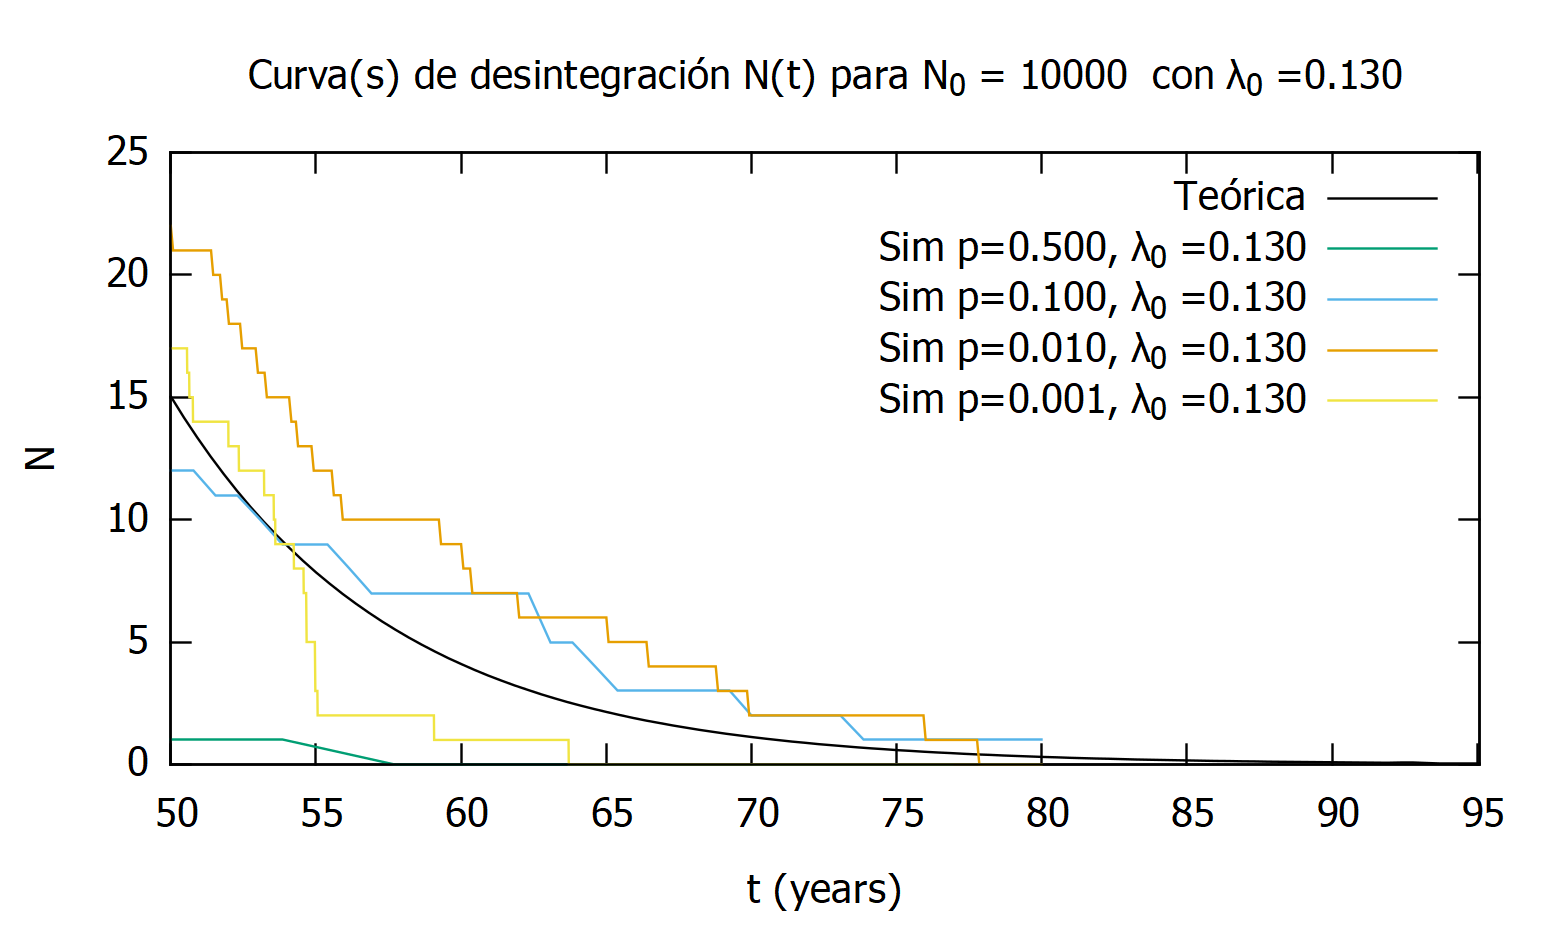 Curva(s) de desintegración N(t) para N₀ = 10000 con λ₀ =0.130
25
20
15
10
5
0
N
Teórica
Sim p=0.500, λ₀ =0.130
Sim p=0.100, λ₀ =0.130
Sim p=0.010, λ₀ =0.130
Sim p=0.001, λ₀ =0.130
50 55 60 65 70 75 80 85 90 95
t (years)